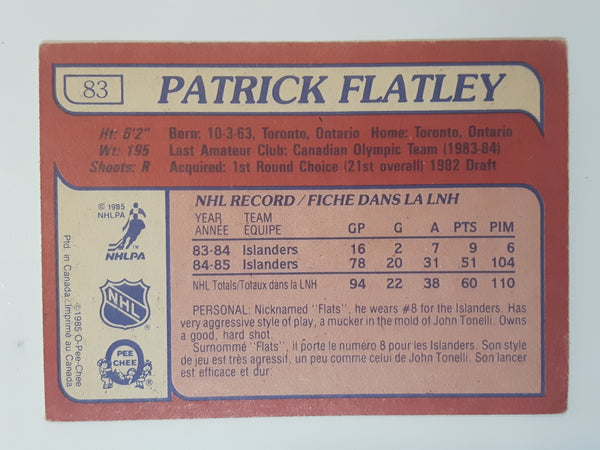 83
PATRICK FLATLEY
Ht: 6'2" Born: 10-3-63, Toronto, Ontario Home: Toronto, Ontario
Wt: 195 Last Amateur Club: Canadian Olympic Team (1983-84)
Shoots: R Acquired: 1st Round Choice (21st overall) 1982 Draft
© 1985
NHLPA
TM
NHLPA
NHL
®
PEE
CHEE
®
©1985 O-Pee-Chee
Ptd. in Canada/Imprimé au Canada
NHL RECORD/FICHE DANS LA LNH
YEAR TEAM
ANNÉE ÉQUIPE GP G A PTS PIM
83-84 Islanders 16 2 7 9 6
84-85 Islanders 78 20 31 51 104
NHL Totals/Totaux dans la LNH 94 22 38 60 110
PERSONAL: Nicknamed "Flats", he wears #8 for the Islanders. Has
very aggressive style of play, a mucker in the mold of John Tonelli. Owns
a good, hard shot.
Surnommé "Flats", il porte le numéro 8 pour les Islanders. Son style
de jeu est très agressif, un peu comme celui de John Tonelli. Son lancer
est efficace et dur.